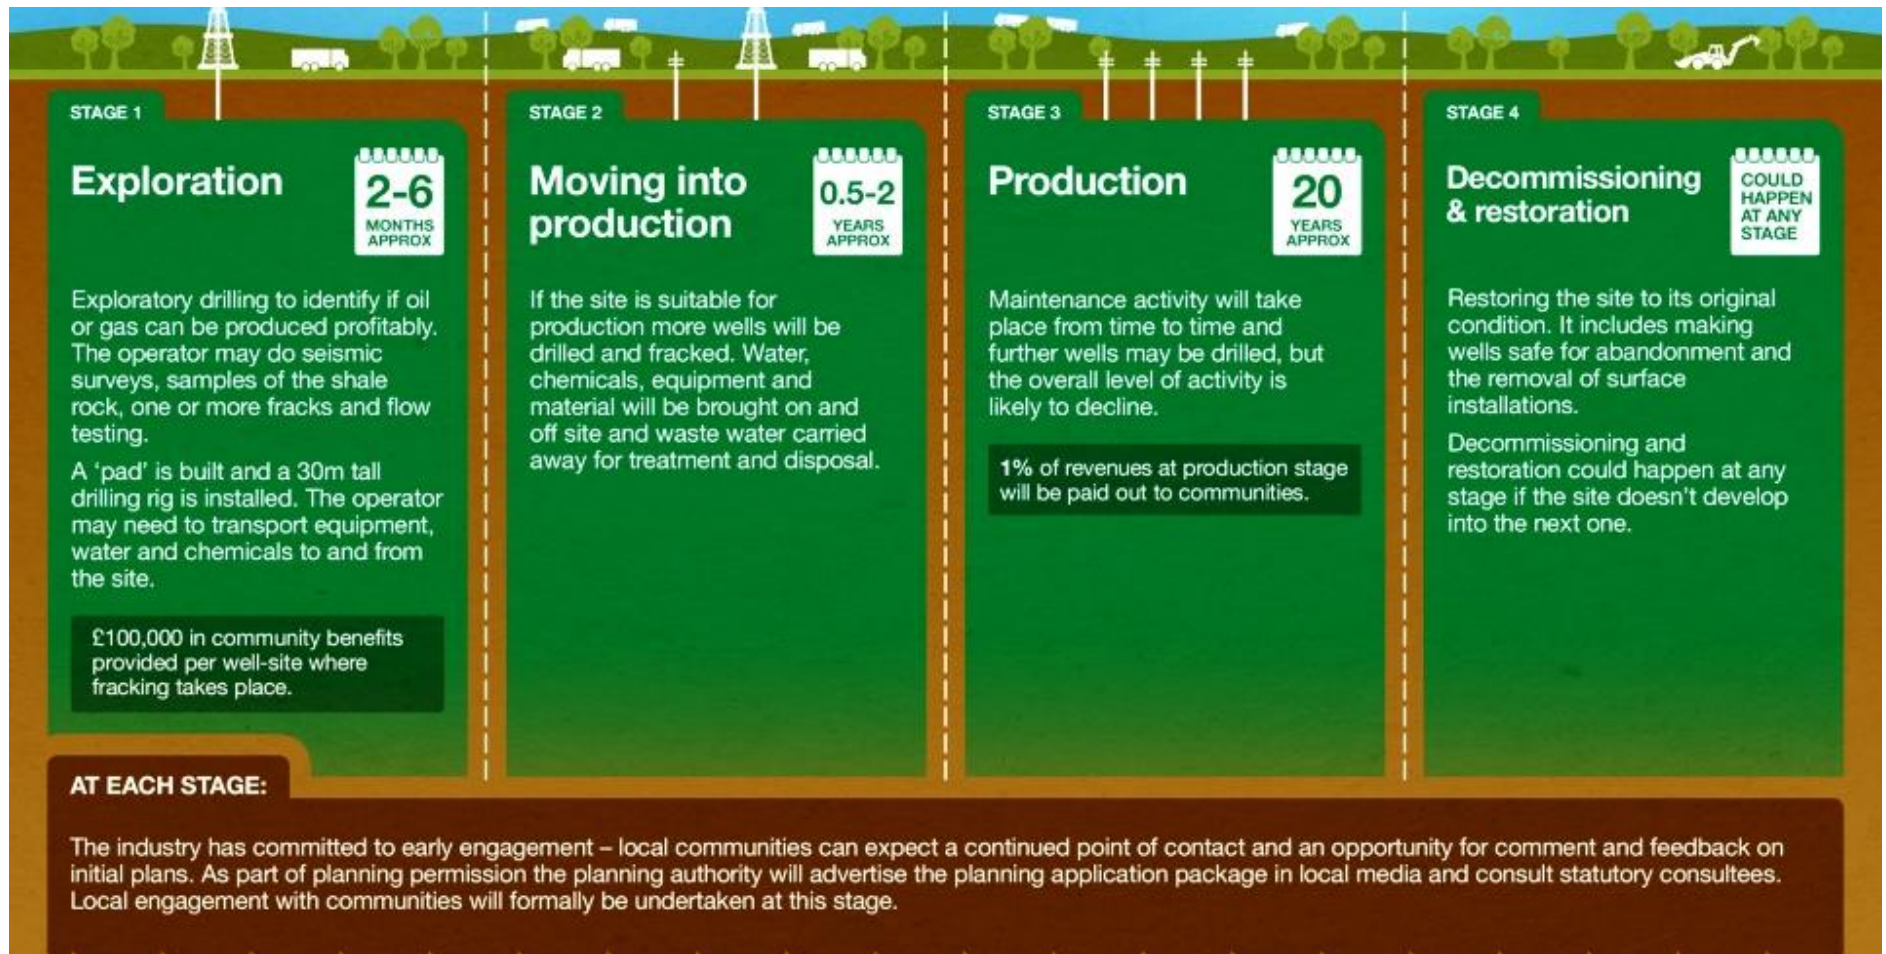 STAGE 1
Exploration
2-6
MONTHS
APPROX
Exploratory drilling to identify if oil
or gas can be produced profitably.
The operator may do seismic
surveys, samples of the shale
rock, one or more fracks and flow
testing.
A ‘pad’ is built and a 30m tall
drilling rig is installed. The operator
may need to transport equipment,
water and chemicals to and from
the site.
£100,000 in community benefits
provided per well-site where
fracking takes place.
STAGE 2
Moving into
production
0.5-2
YEARS
APPROX
If the site is suitable for
production more wells will be
drilled and fracked. Water,
chemicals, equipment and
material will be brought on and
off site and waste water carried
away for treatment and disposal.
STAGE 3
Production
20
YEARS
APPROX
Maintenance activity will take
place from time to time and
further wells may be drilled, but
the overall level of activity is
likely to decline.
1% of revenues at production stage
will be paid out to communities.
STAGE 4
Decommissioning
& restoration
COULD
HAPPEN
AT ANY
STAGE
Restoring the site to its original
condition. It includes making
wells safe for abandonment and
the removal of surface
installations.
Decommissioning and
restoration could happen at any
stage if the site doesn’t develop
into the next one.
AT EACH STAGE:
The industry has committed to early engagement – local communities can expect a continued point of contact and an opportunity for comment and feedback on
initial plans. As part of planning permission the planning authority will advertise the planning application package in local media and consult statutory consultees.
Local engagement with communities will formally be undertaken at this stage.